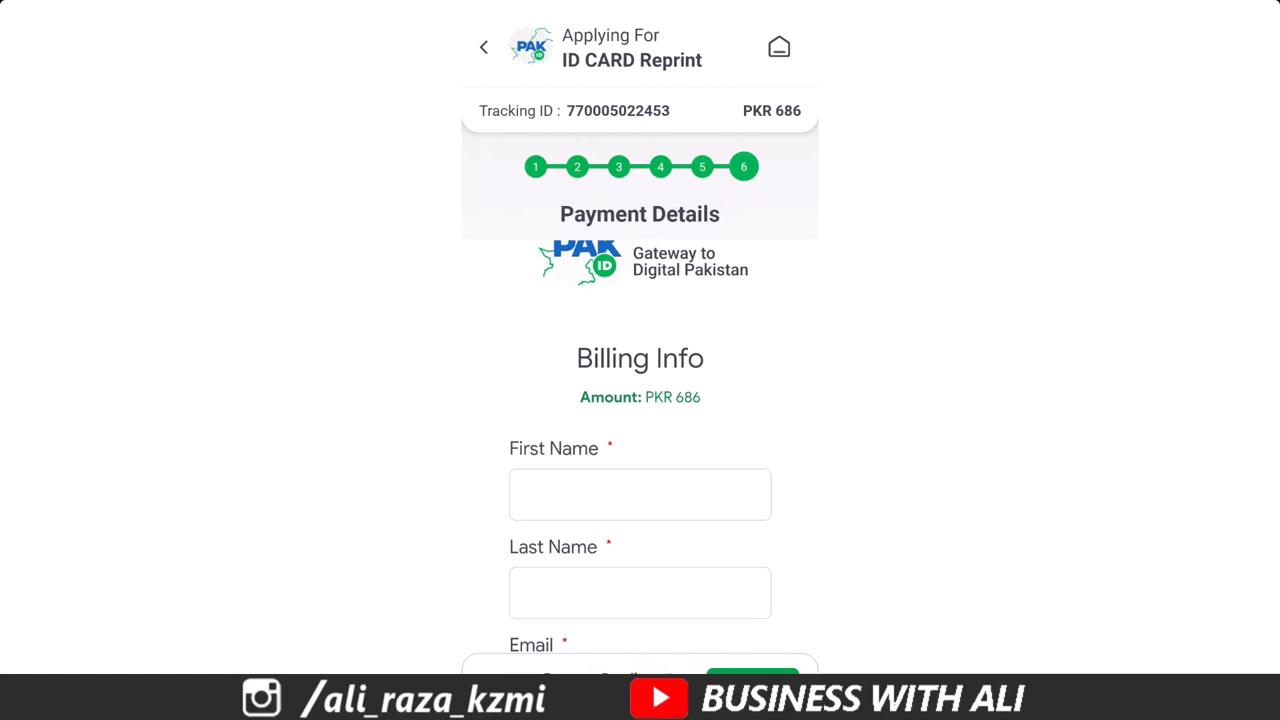 PAK
ID
Applying For
ID CARD Reprint
Tracking ID : 770005022453 PKR 686
1 2 3 4 5 6
Payment Details
PAK
ID
Gateway to
Digital Pakistan
Billing Info
Amount: PKR 686
First Name *
Last Name *
Email *
/ali_raza_kzmi BUSINESS WITH ALI